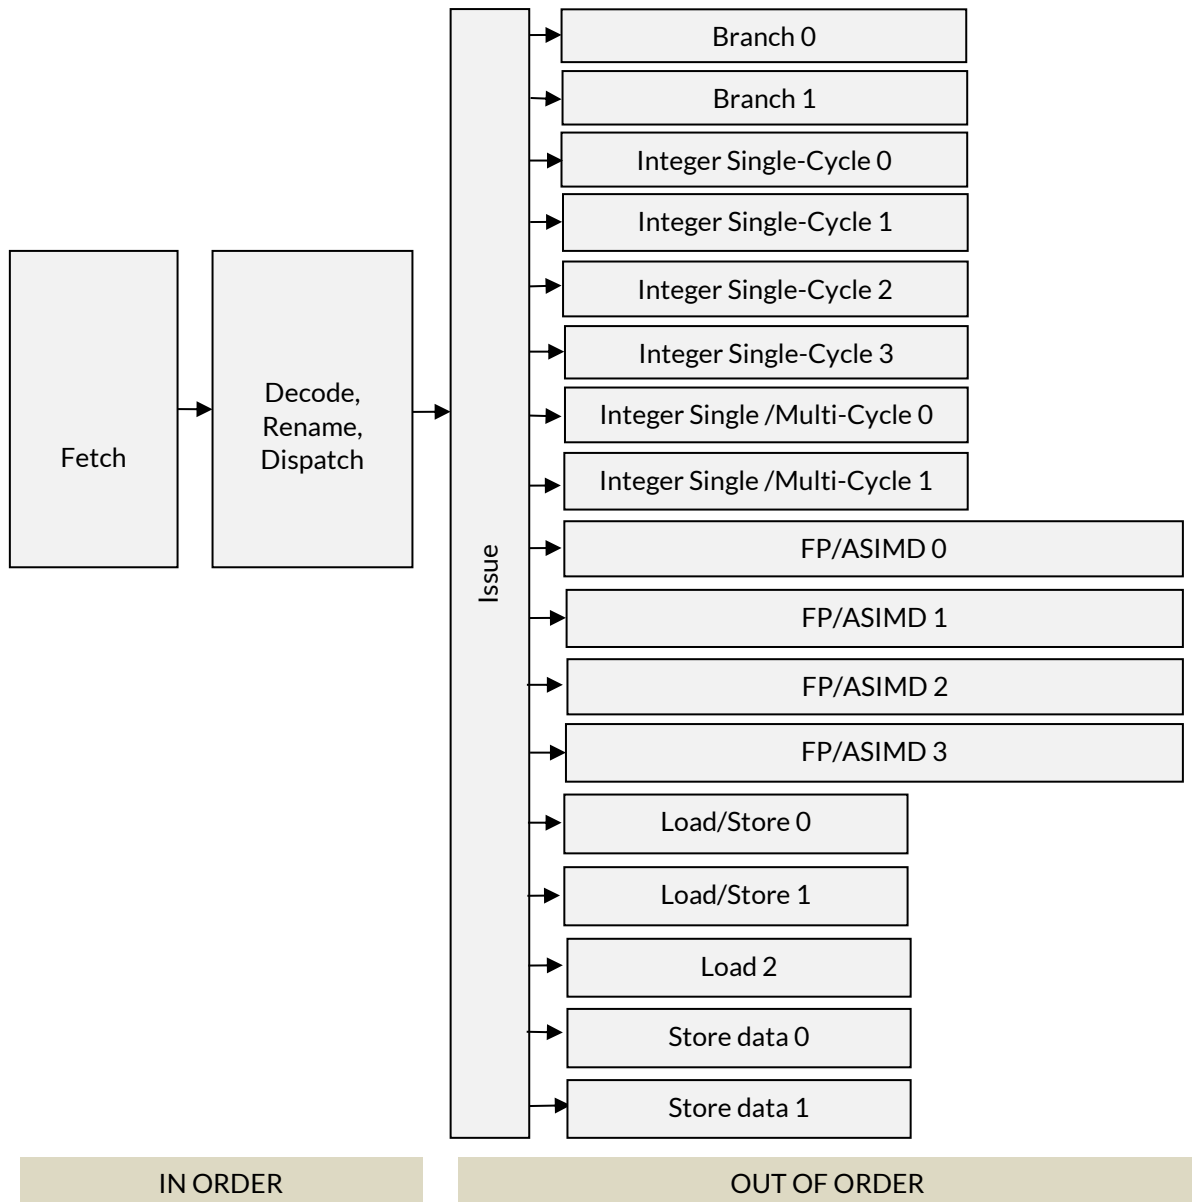 Fetch
Decode,
Rename,
Dispatch
Issue
Branch 0
Branch 1
Integer Single-Cycle 0
Integer Single-Cycle 1
Integer Single-Cycle 2
Integer Single-Cycle 3
Integer Single /Multi-Cycle 0
Integer Single /Multi-Cycle 1
FP/ASIMD 0
FP/ASIMD 1
FP/ASIMD 2
FP/ASIMD 3
Load/Store 0
Load/Store 1
Load 2
Store data 0
Store data 1
IN ORDER
OUT OF ORDER